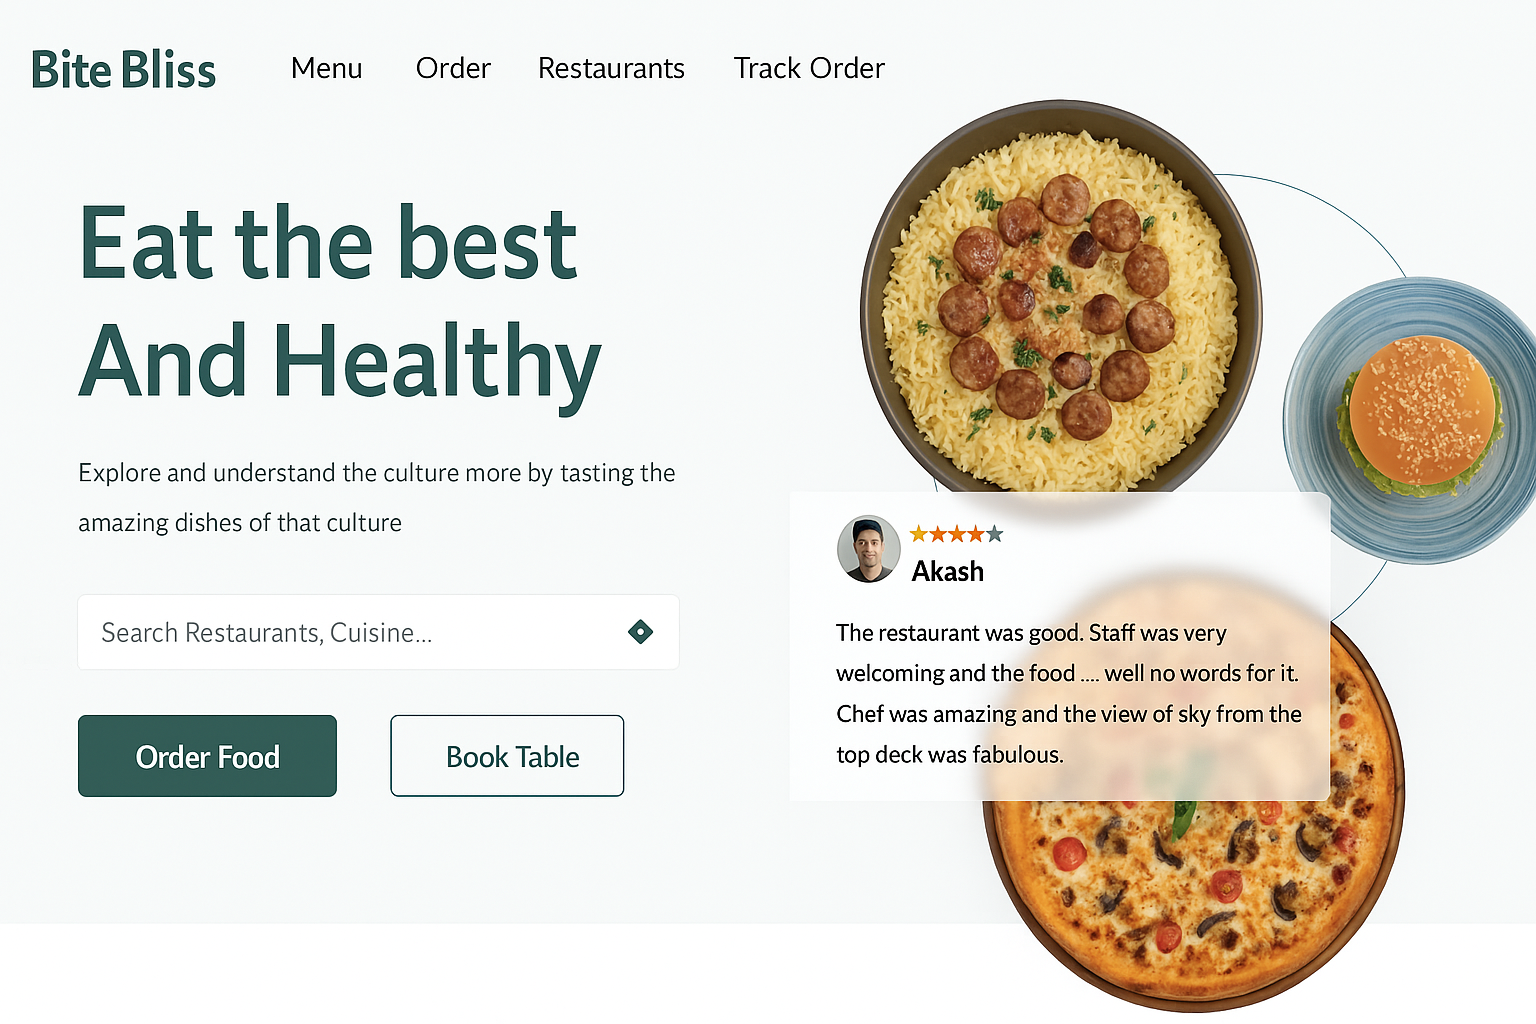 Bite Bliss
Menu
Order
Restaurants
Track Order
Eat the best
And Healthy
Explore and understand the culture more by tasting the
amazing dishes of that culture
Search Restaurants, Cuisine...
Order Food
Book Table
Akash
The restaurant was good. Staff was very
welcoming and the food .... well no words for it.
Chef was amazing and the view of sky from the
top deck was fabulous.